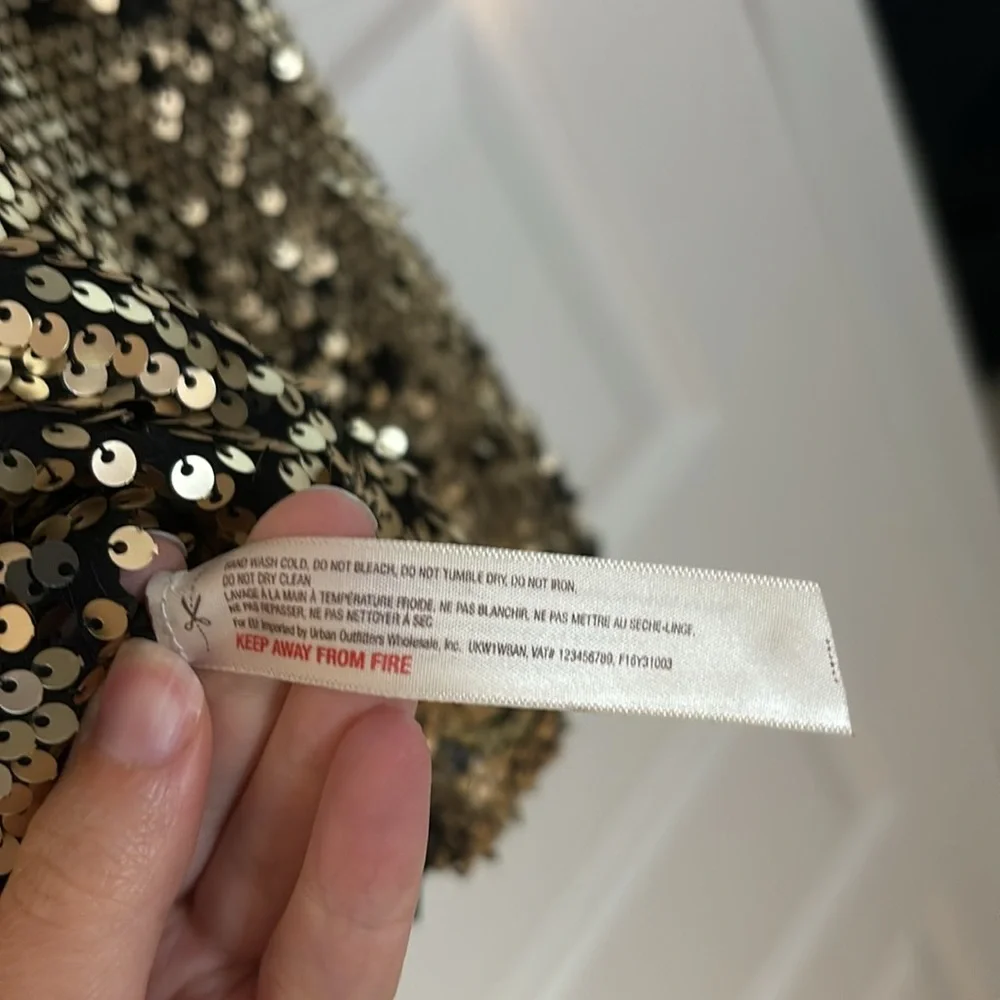 HAND WASH COLD, DO NOT BLEACH, DO NOT TUMBLE DRY, DO NOT IRON,
DO NOT DRY CLEAN
LAVAGE À LA MAIN À TEMPÉRATURE FROIDE, NE PAS BLANCHIR, NE PAS METTRE AU SECHE-LINGE,
NE PAS REPASSER, NE PAS NETTOYER À SEC
For EU Imported by Urban Outfitters Wholesale, Inc. UKW1W8AN, VAT# 123456789, F16Y31003
KEEP AWAY FROM FIRE